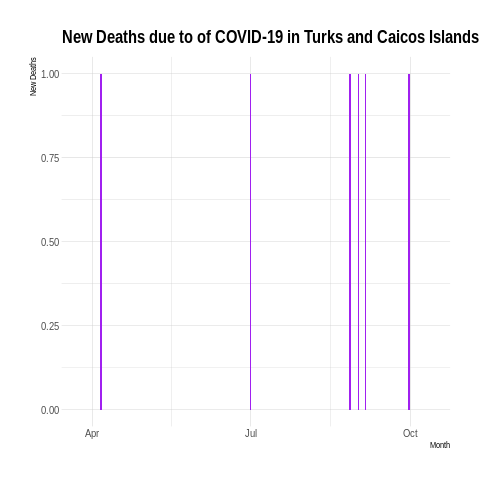 New Deaths due to of COVID-19 in Turks and Caicos Islands
New Deaths
1.00
0.75
0.50
0.25
0.00
Apr Jul Oct
Month